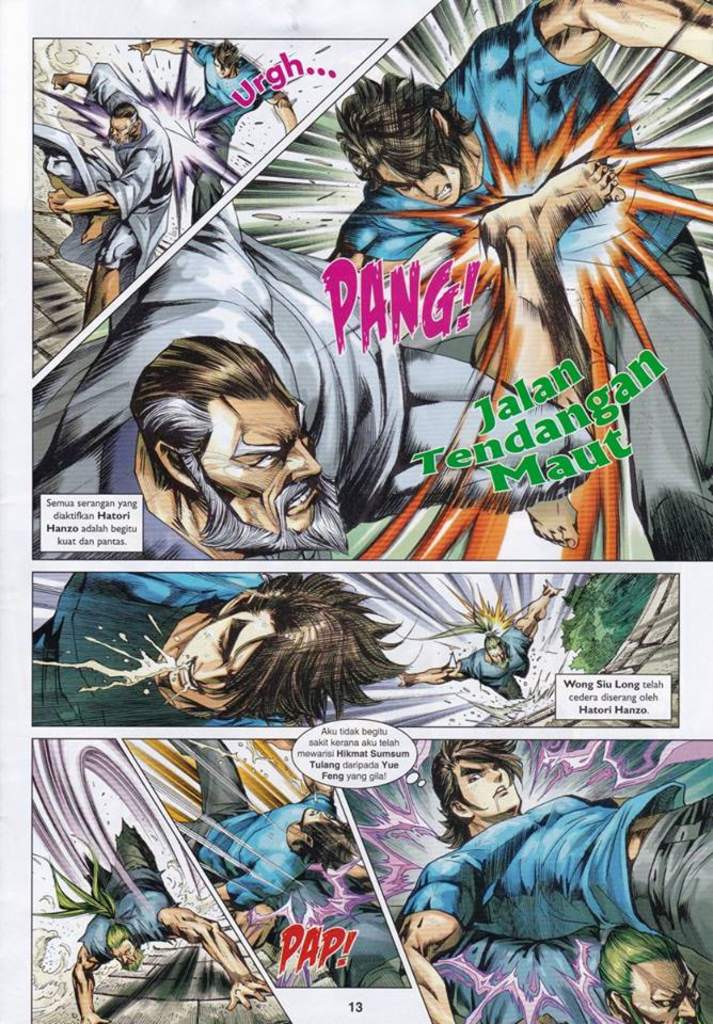 Urgh...
PANG!
Jalan
Tendangan
Maut
Semua serangan yang
diaktifkan Hatori
Hanzo adalah begitu
kuat dan pantas.
Wong Siu Long telah
cedera diserang oleh
Hatori Hanzo.
Aku tidak begitu
sakit kerana aku telah
mewarisi Hikmat Sumsum
Tulang daripada Yue
Feng yang gila!
PAP!
13